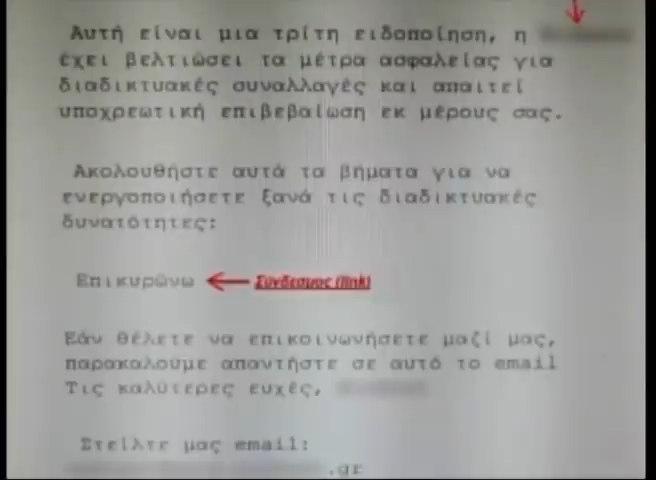 Αυτή είναι μια τρίτη ειδοποίηση, η
έχει βελτιώσει τα μέτρα ασφαλείας για
διαδικτυακές συναλλαγές και απαιτεί
υποχρεωτική επιβεβαίωση εκ μέρους σας.
Ακολουθήστε αυτά τα βήματα για να
ενεργοποιήσετε ξανά τις διαδικτυακές
δυνατότητες:
Επικυρώνω Σύνδεσμος (link)
Εάν θέλετε να επικοινωνήσετε μαζί μας,
παρακαλούμε απαντήστε σε αυτό το email
Τις καλύτερες ευχές,
Στείλτε μας email:
.gr